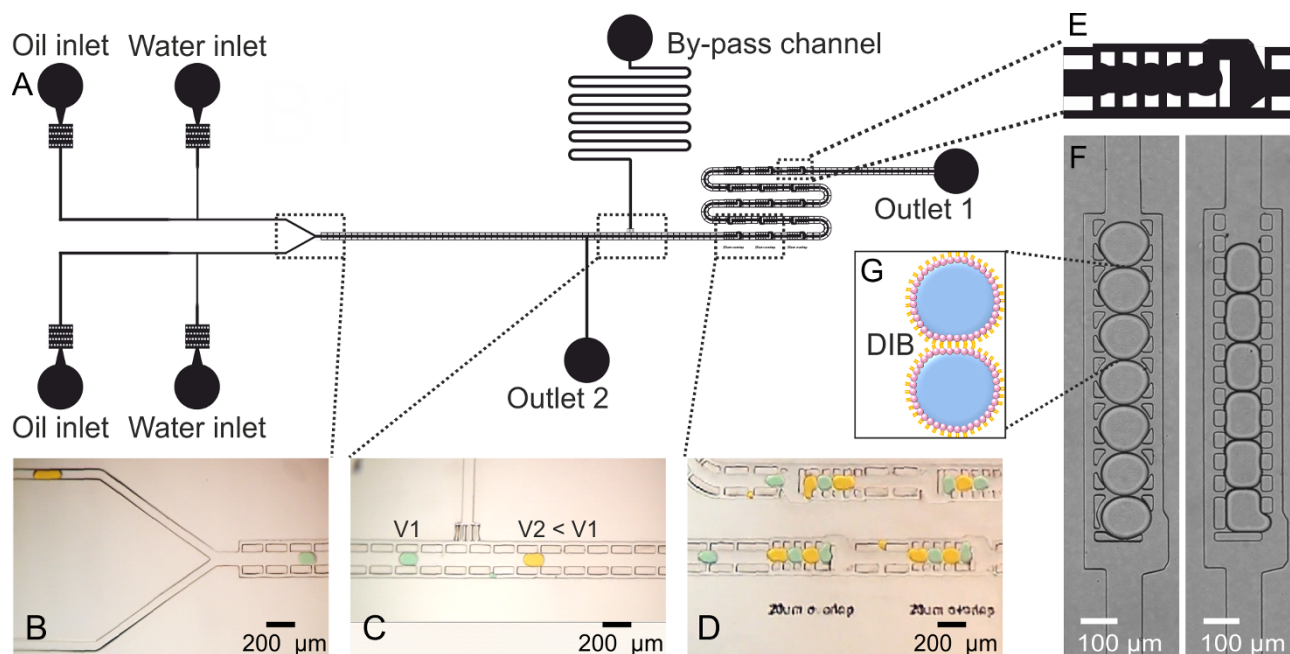 Oil inlet
Water inlet
By-pass channel
E
A
F
Outlet 1
G
DIB
Outlet 2
Oil inlet
Water inlet
V1
V2 < V1
B
200 µm
C
200 µm
20um overlap
20um overlap
D
200 µm
100 µm
100 µm